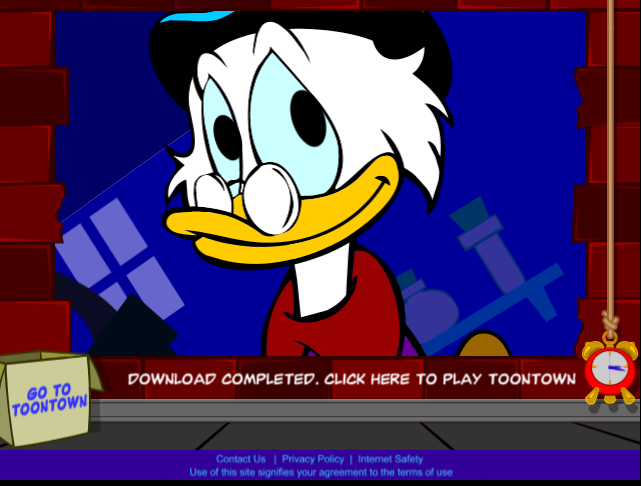 DOWNLOAD COMPLETED. CLICK HERE TO PLAY TOONTOWN
GO TO
TOONTOWN
Contact Us | Privacy Policy | Internet Safety
Use of this site signifies your agreement to the terms of use